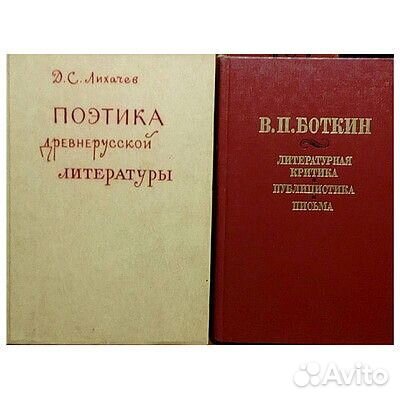 Д.С. Лихачев
ПОЭТИКА
ДРЕВНЕРУССКОЙ
ЛИТЕРАТУРЫ
В.П.БОТКИН
ЛИТЕРАТУРНАЯ
КРИТИКА
ПУБЛИЦИСТИКА
ПИСЬМА
Avito